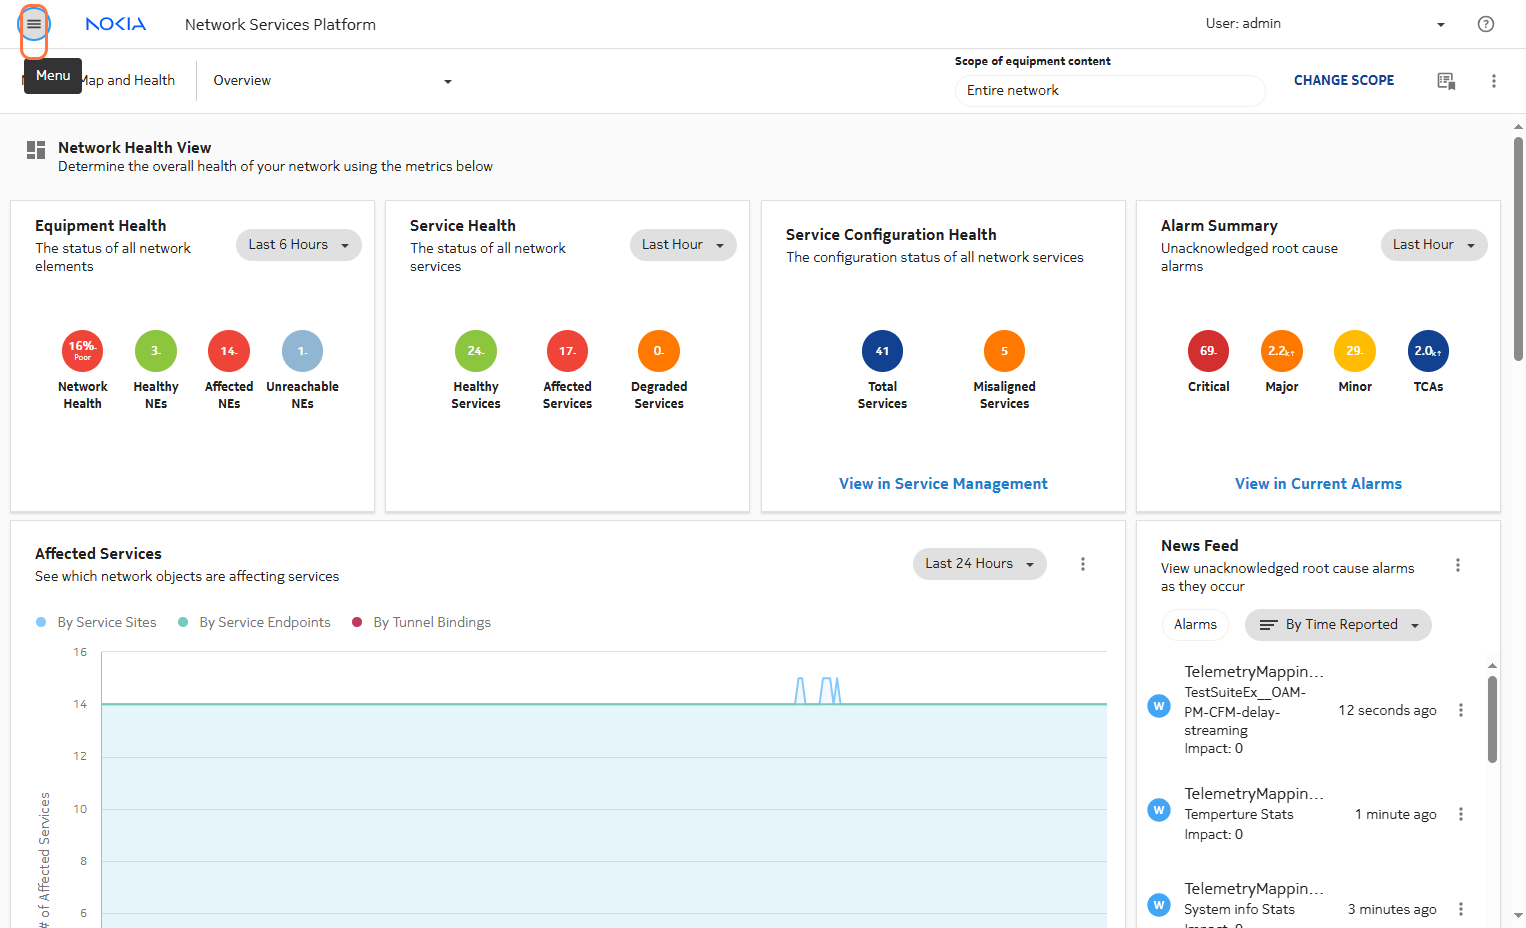 NOKIA
Network Services Platform
User: admin
Menu
Map and Health
Overview
Scope of equipment content
Entire network
CHANGE SCOPE
Network Health View
Determine the overall health of your network using the metrics below
Equipment Health
The status of all network
elements
Last 6 Hours
16%-
Poor
Network
Health
3-
Healthy
NEs
14-
Affected
NEs
1-
Unreachable
NEs
Service Health
The status of all network
services
Last Hour
24-
Healthy
Services
17-
Affected
Services
0-
Degraded
Services
Service Configuration Health
The configuration status of all network services
41
Total
Services
5
Misaligned
Services
View in Service Management
Alarm Summary
Unacknowledged root cause
alarms
Last Hour
69-
Critical
2.2k↑
Major
29-
Minor
2.0k↑
TCAs
View in Current Alarms
Affected Services
See which network objects are affecting services
Last 24 Hours
By Service Sites
By Service Endpoints
By Tunnel Bindings
16
14
12
10
8
6
# of Affected Services
News Feed
View unacknowledged root cause alarms
as they occur
Alarms
By Time Reported
W
TelemetryMappin...
TestSuiteEx__OAM-
PM-CFM-delay-
streaming
Impact: 0
12 seconds ago
W
TelemetryMappin...
Temperture Stats
Impact: 0
1 minute ago
W
TelemetryMappin...
System info Stats
Impact: 0
3 minutes ago